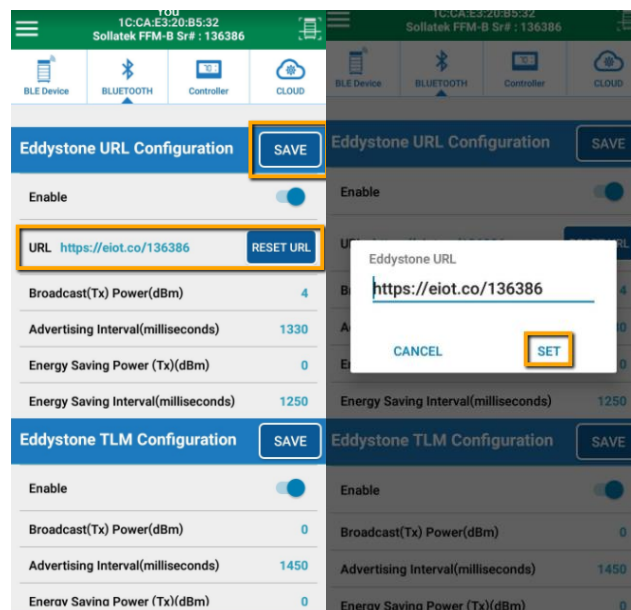 YOU
1C:CA:E3:20:B5:32
Sollatek FFM-B Sr# : 136386
BLE Device
BLUETOOTH
Controller
CLOUD
Eddystone URL Configuration
SAVE
Enable
URL https://eiot.co/136386
RESET URL
Broadcast(Tx) Power(dBm) 4
Advertising Interval(milliseconds) 1330
Energy Saving Power (Tx)(dBm) 0
Energy Saving Interval(milliseconds) 1250
Eddystone TLM Configuration
SAVE
Enable
Broadcast(Tx) Power(dBm) 0
Advertising Interval(milliseconds) 1450
Energy Saving Power (Tx)(dBm) 0
1C:CA:E3:20:B5:32
Sollatek FFM-B Sr# : 136386
BLE Device
BLUETOOTH
Controller
CLOUD
Eddystone URL Configuration
SAVE
Enable
Eddystone URL
https://eiot.co/136386
CANCEL
SET
4
0
Energy Saving Interval(milliseconds) 1250
Eddystone TLM Configuration
SAVE
Enable
Broadcast(Tx) Power(dBm) 0
Advertising Interval(milliseconds) 1450
Energy Saving Power (Tx)(dBm) 0